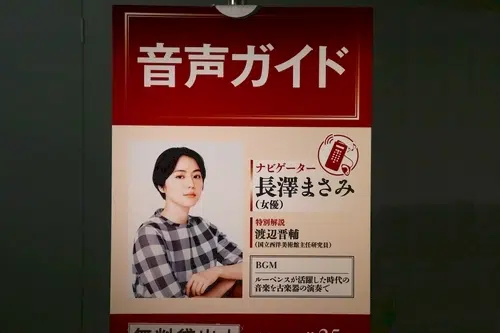 音声ガイド
ナビゲーター
長澤まさみ
(女優)
特別解説
渡辺晋輔
(国立西洋美術館主任研究員)
BGM
ルーベンスが活躍した時代の
音楽を古楽器の演奏で